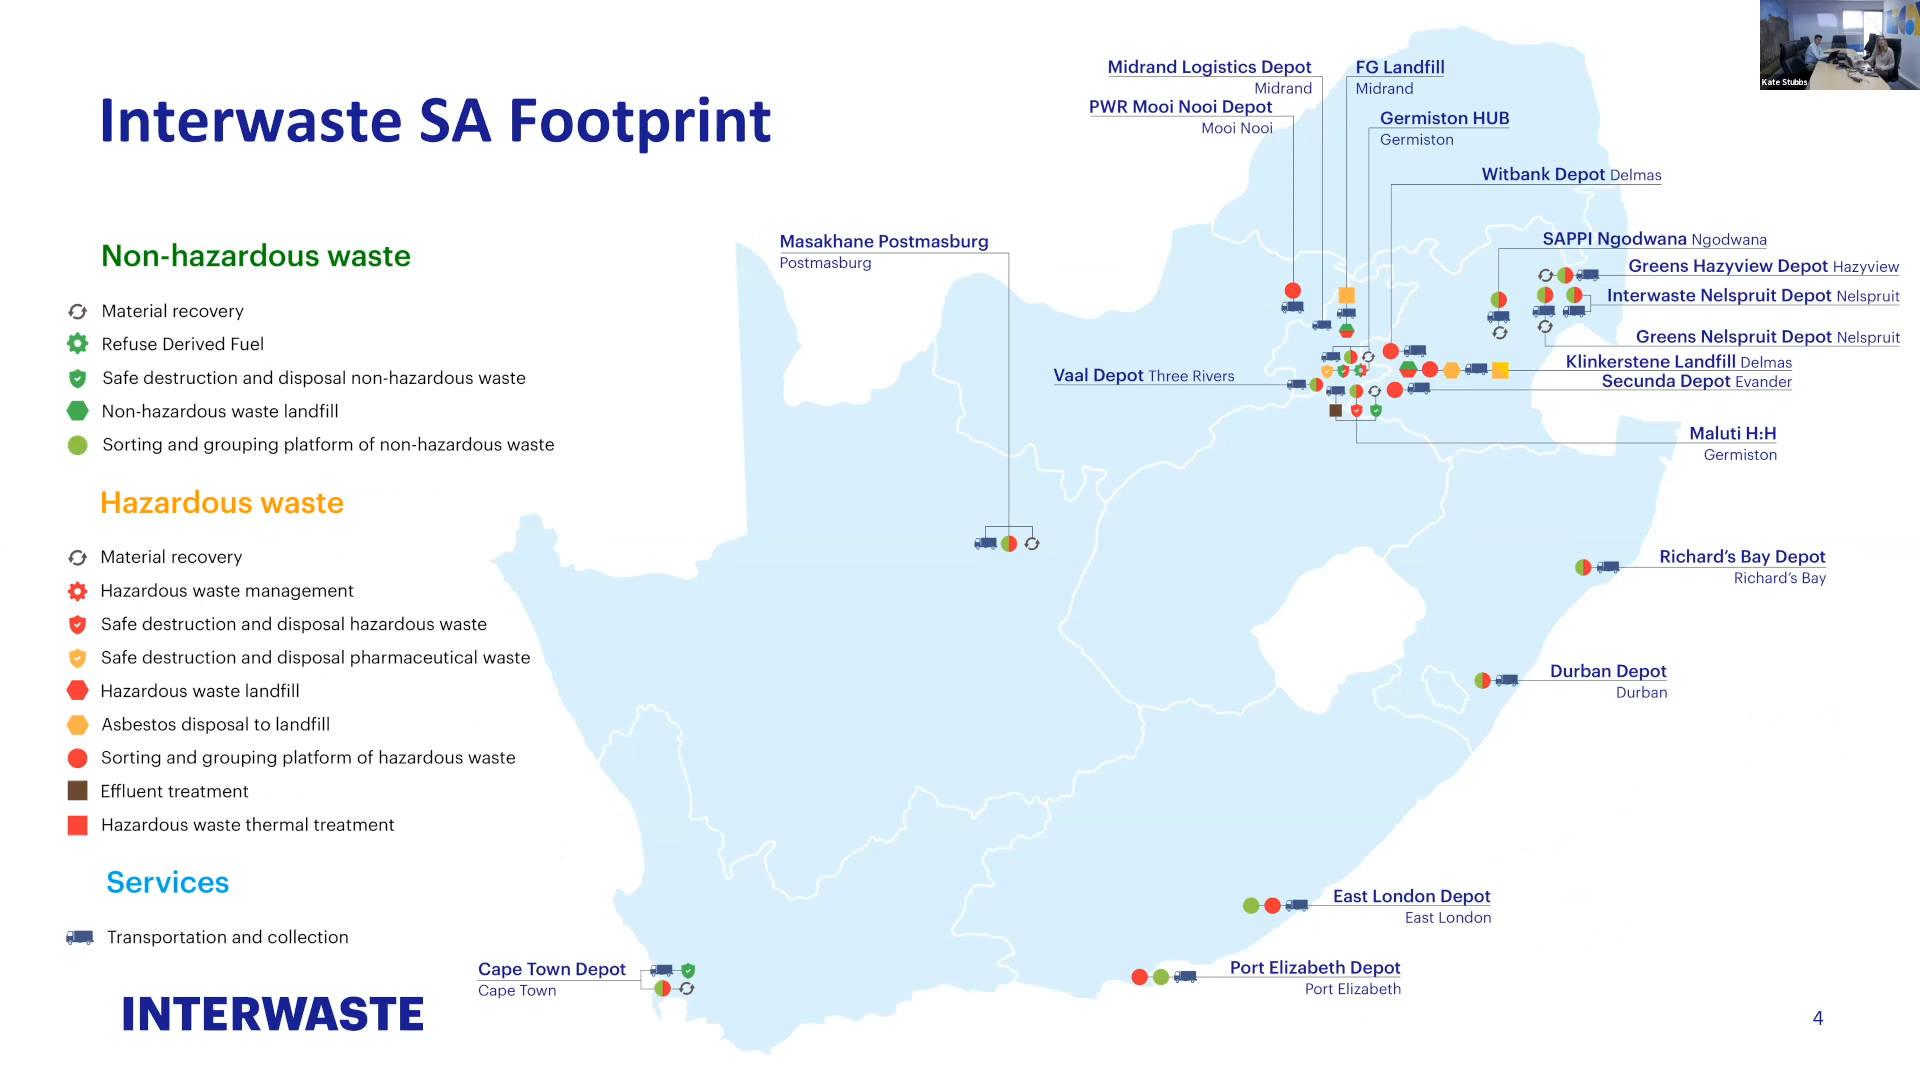 Interwaste SA Footprint
Non-hazardous waste
Material recovery
Refuse Derived Fuel
Safe destruction and disposal non-hazardous waste
Non-hazardous waste landfill
Sorting and grouping platform of non-hazardous waste
Hazardous waste
Material recovery
Hazardous waste management
Safe destruction and disposal hazardous waste
Safe destruction and disposal pharmaceutical waste
Hazardous waste landfill
Asbestos disposal to landfill
Sorting and grouping platform of hazardous waste
Effluent treatment
Hazardous waste thermal treatment
Services
Transportation and collection
INTERWASTE
Midrand Logistics Depot
Midrand
PWR Mooi Nooi Depot
Mooi Nooi
FG Landfill
Midrand
Germiston HUB
Germiston
Witbank Depot Delmas
Masakhane Postmasburg
Postmasburg
SAPPI Ngodwana Ngodwana
Greens Hazyview Depot Hazyview
Interwaste Nelspruit Depot Nelspruit
Greens Nelspruit Depot Nelspruit
Klinkerstene Landfill Delmas
Secunda Depot Evander
Vaal Depot Three Rivers
Maluti H:H
Germiston
Richard's Bay Depot
Richard's Bay
Durban Depot
Durban
East London Depot
East London
Port Elizabeth Depot
Port Elizabeth
Cape Town Depot
Cape Town
4
Kate Stubbs